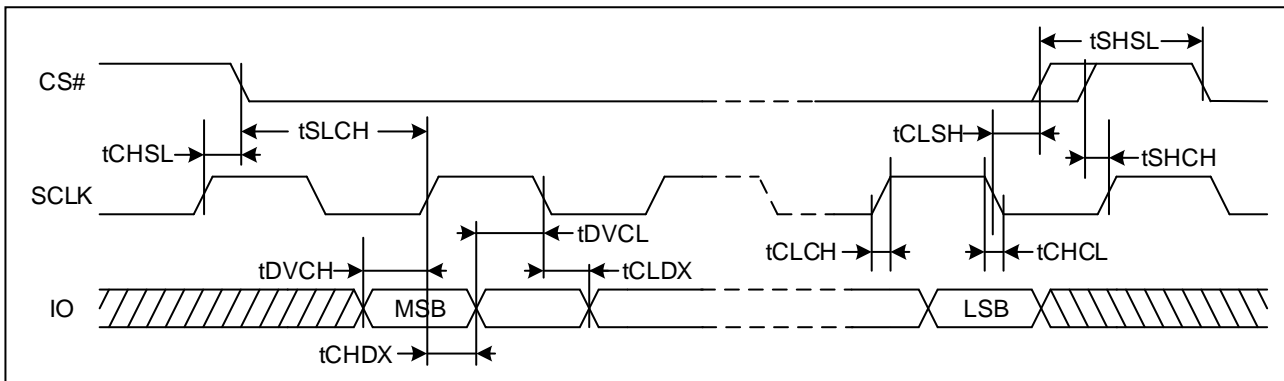 tSHSL
CS#
tSLCH
tCLSH
tCHSL
tSHCH
SCLK
tDVCL
tCLCH
tCHCL
tDVCH
tCLDX
IO
MSB
LSB
tCHDX